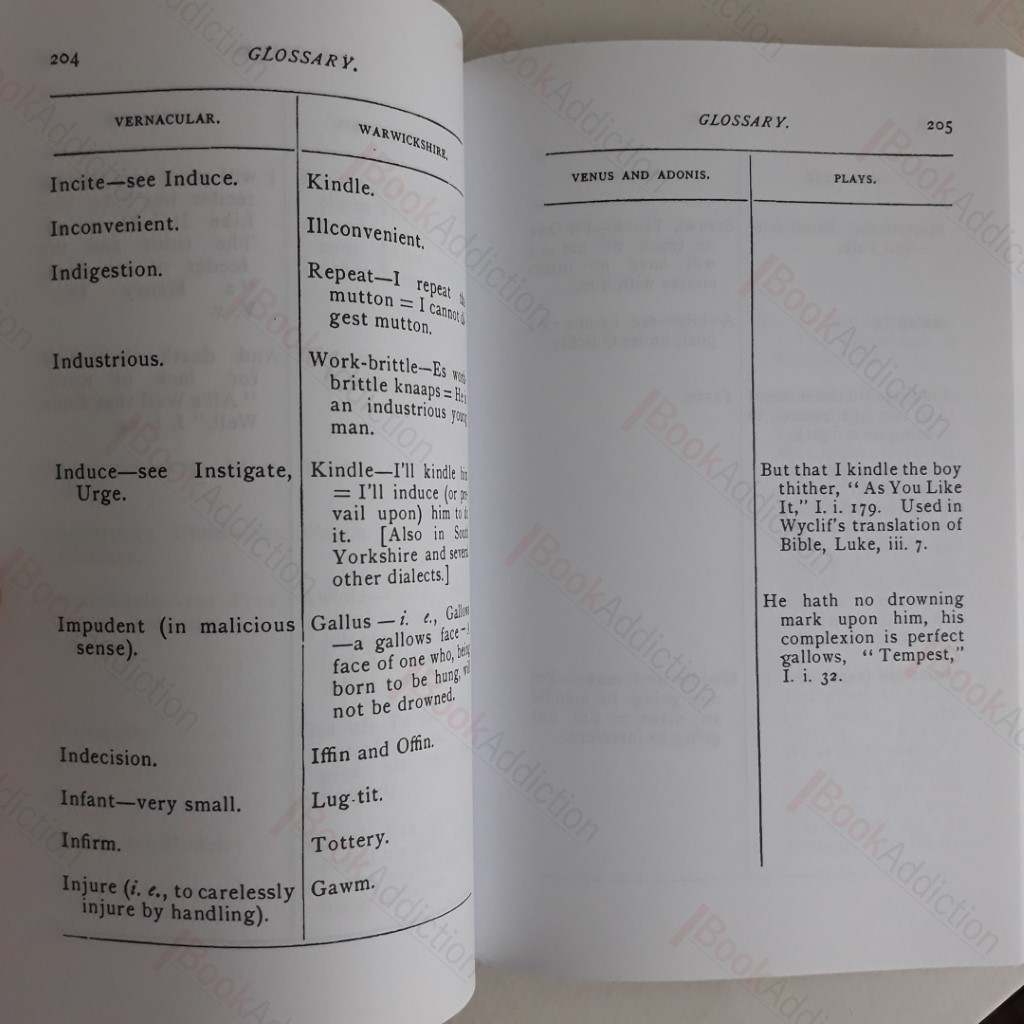 204
GLOSSARY.
VERNACULAR.
WARWICKSHIRE.
Incite—see Induce.
Kindle.
Inconvenient.
Illconvenient.
Indigestion.
Repeat—I repeat
mutton = I cannot
gest mutton.
Industrious.
Work-brittle—Es
brittle knaaps =
an industrious
man.
Induce—see Instigate,
Urge.
Kindle—I'll kindle
= I'll induce (or
vail upon) him to
it. [Also in
Yorkshire and
other dialects.]
Impudent (in malicious
sense).
Gallus — i. e.,
—a gallows face—
face of one who,
born to be hung,
not be drowned.
Indecision.
Iffin and Offin.
Infant—very small.
Lug-tit.
Infirm.
Tottery.
Injure (i. e., to carelessly
injure by handling).
Gawm.
GLOSSARY.
205
VENUS AND ADONIS.
PLAYS.
But that I kindle the boy
thither, “ As You Like
It,” I. i. 179. Used in
Wyclif's translation of
Bible, Luke, iii. 7.
He hath no drowning
mark upon him, his
complexion is perfect
gallows, “ Tempest,”
I. i. 32.
BookAddiction